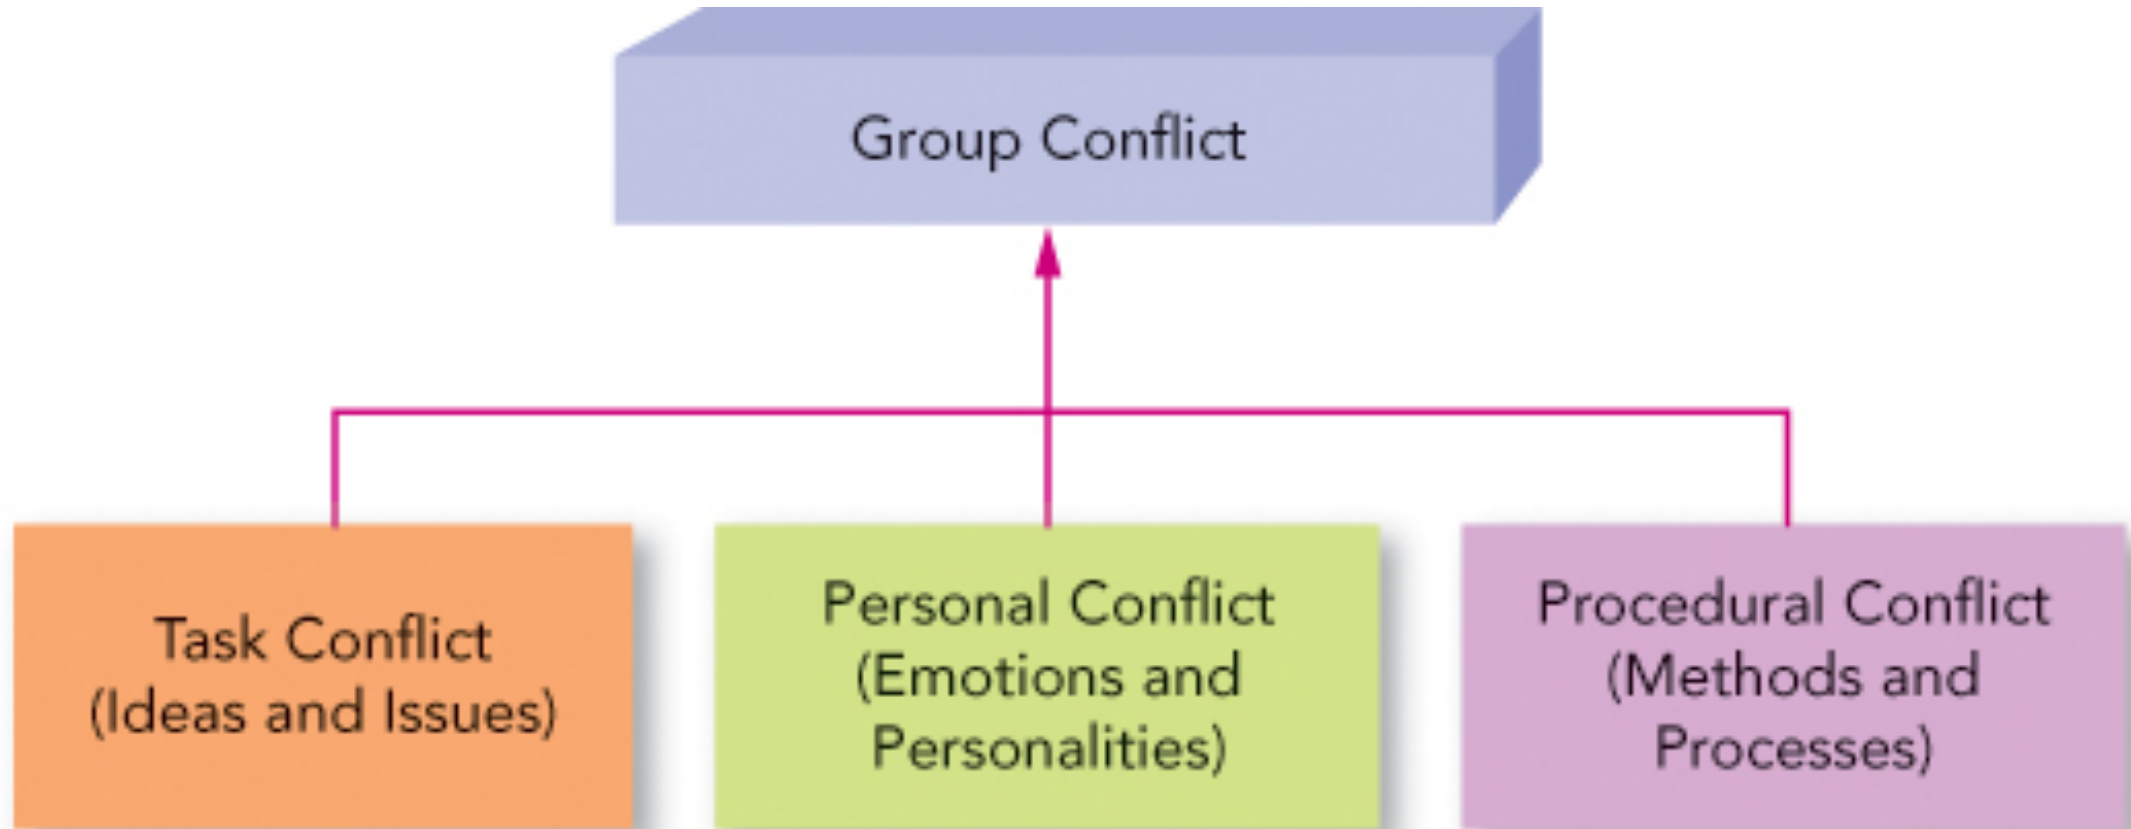 Group Conflict
Task Conflict
(Ideas and Issues)
Personal Conflict
(Emotions and
Personalities)
Procedural Conflict
(Methods and
Processes)